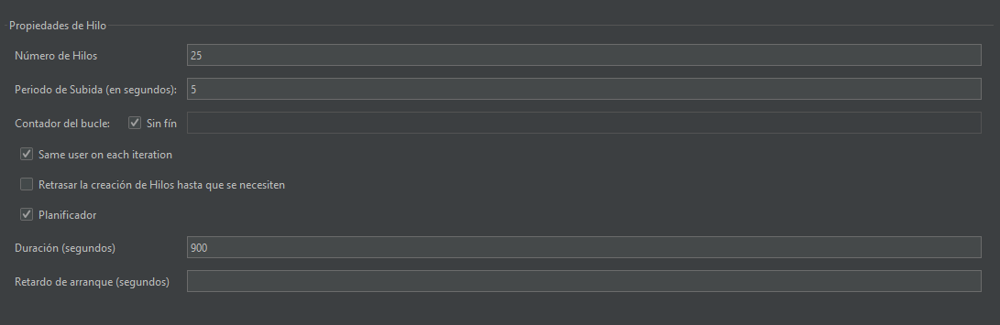 Propiedades de Hilo
Número de Hilos 25
Periodo de Subida (en segundos): 5
Contador del bucle: Sin fín
Same user on each iteration
Retrasar la creación de Hilos hasta que se necesiten
Planificador
Duración (segundos) 900
Retardo de arranque (segundos)